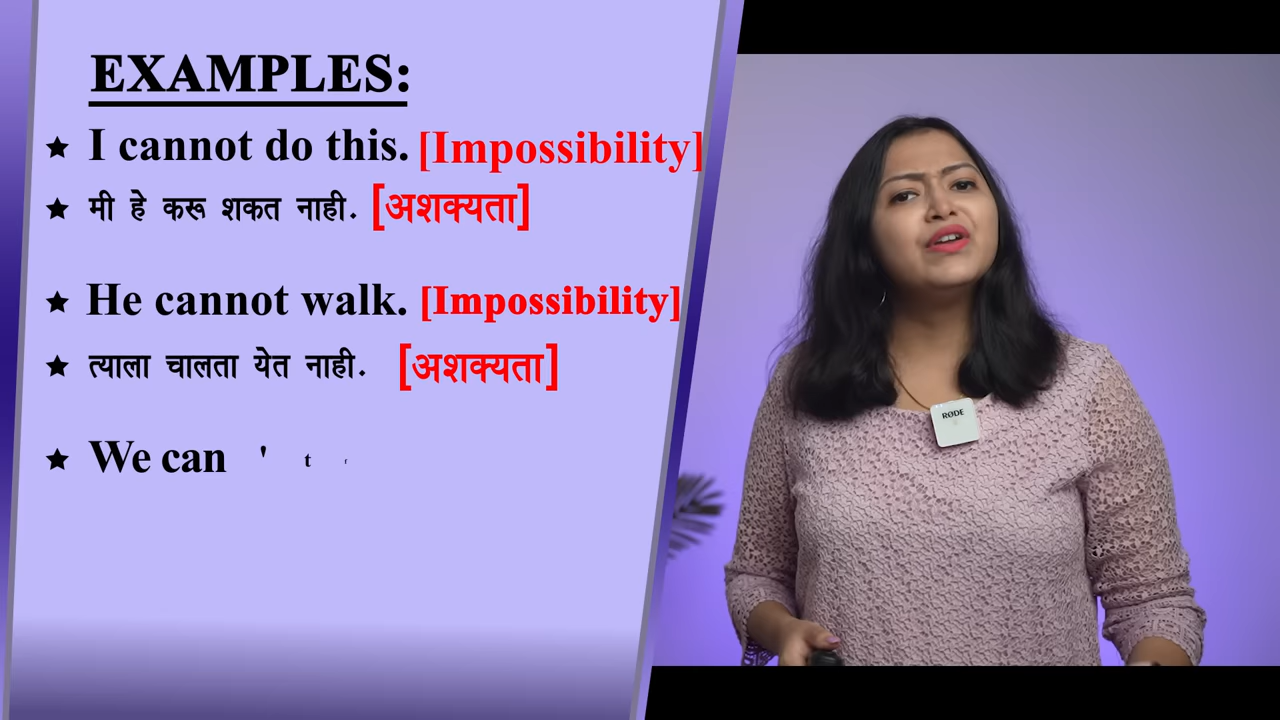 EXAMPLES:
I cannot do this. [Impossibility]
मी हे करू शकत नाही. [अशक्यता]
He cannot walk. [Impossibility]
त्याला चालता येत नाही. [अशक्यता]
We can't
RØDE